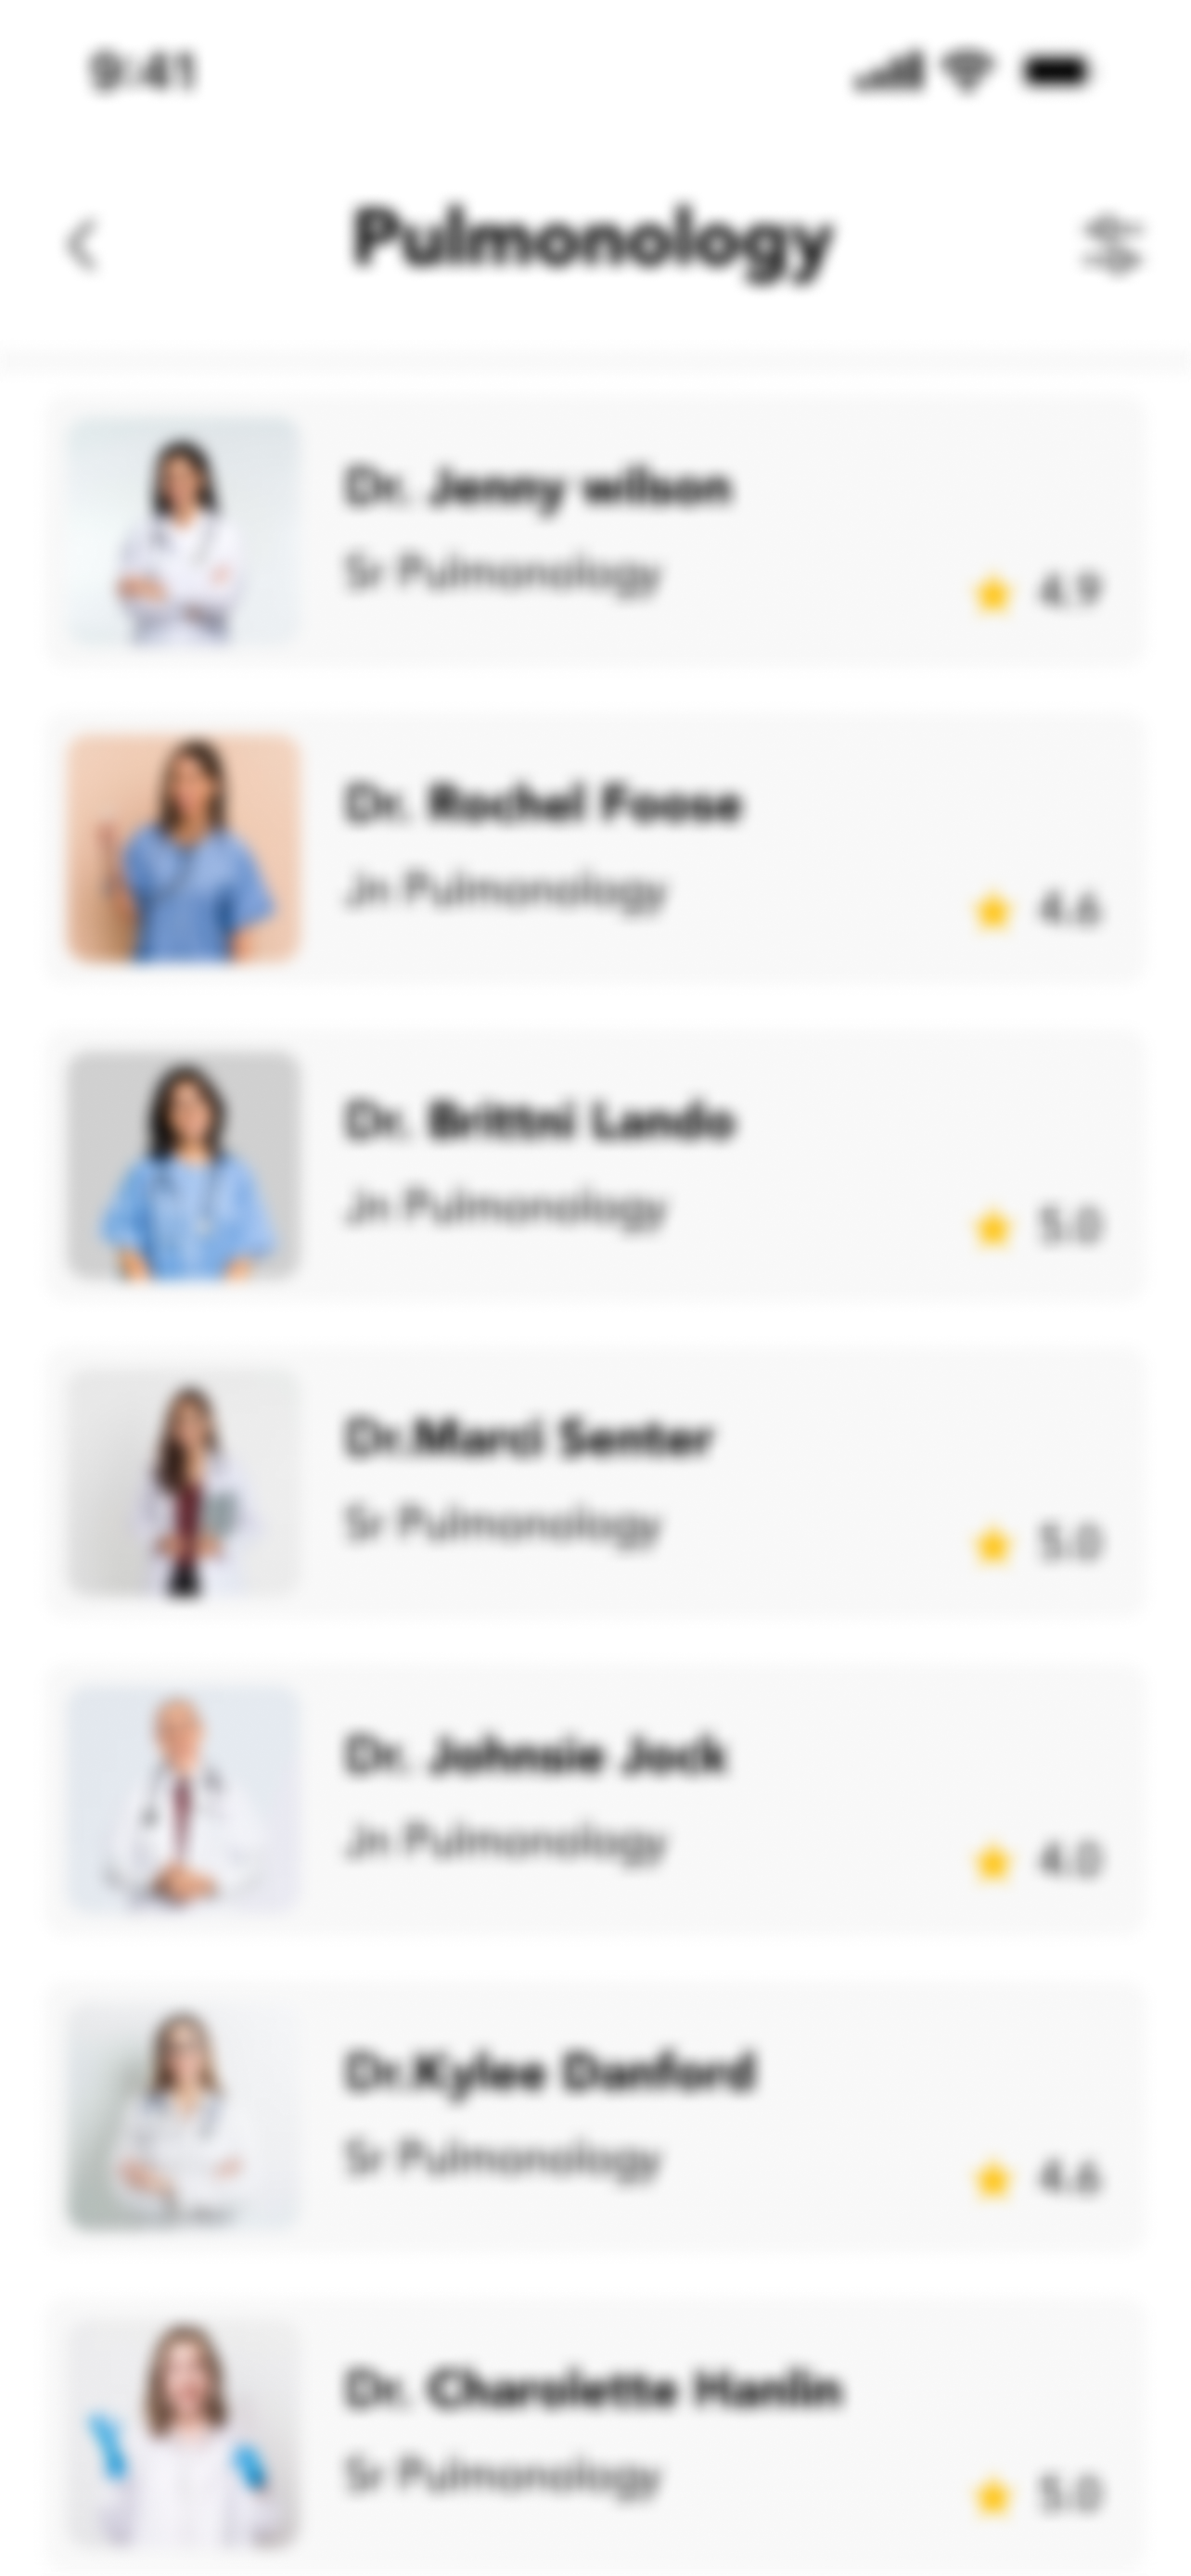 9:41
Pulmonology
Dr. Jenny wilson
Sr Pulmonology
4.9
Dr. Rochel Foose
Jn Pulmonology
4.6
Dr. Brittni Lando
Jn Pulmonology
5.0
Dr.Marci Senter
Sr Pulmonology
5.0
Dr. Johnsie Jock
Jn Pulmonology
4.0
Dr.Kylee Danford
Sr Pulmonology
4.6
Dr. Charolette Hanlin
Sr Pulmonology
5.0